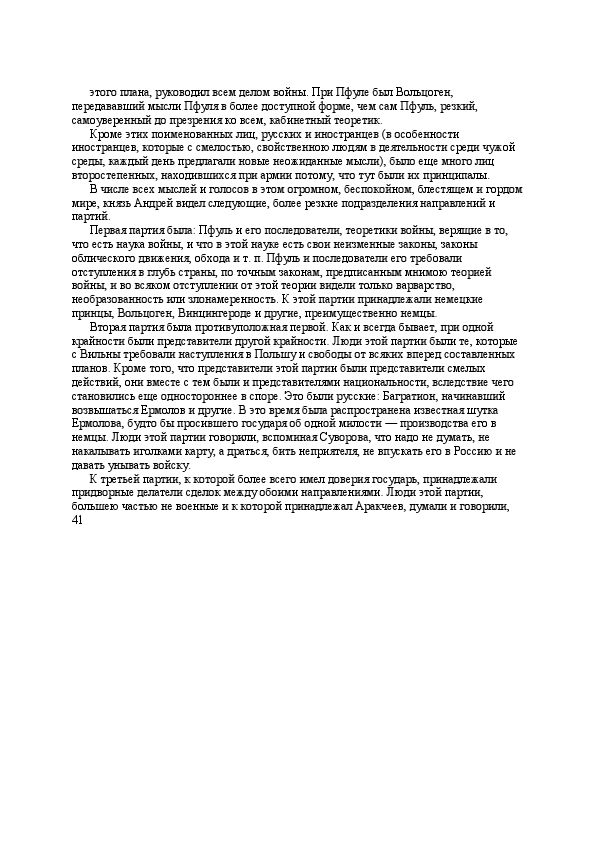 этого плана, руководил всем делом войны. При Пфуле был Вольцоген,
передававший мысли Пфуля в более доступной форме, чем сам Пфуль, резкий,
самоуверенный до презрения ко всем, кабинетный теоретик.
Кроме этих поименованных лиц, русских и иностранцев (в особенности
иностранцев, которые с смелостью, свойственною людям в деятельности среди чужой
среды, каждый день предлагали новые неожиданные мысли), было еще много лиц
второстепенных, находившихся при армии потому, что тут были их принципалы.
В числе всех мыслей и голосов в этом огромном, беспокойном, блестящем и гордом
мире, князь Андрей видел следующие, более резкие подразделения направлений и
партий.
Первая партия была: Пфуль и его последователи, теоретики войны, верящие в то,
что есть наука войны, и что в этой науке есть свои неизменные законы, законы
облического движения, обхода и т. п. Пфуль и последователи его требовали
отступления в глубь страны, по точным законам, предписанным мнимою теорией
войны, и во всяком отступлении от этой теории видели только варварство,
необразованность или злонамеренность. К этой партии принадлежали немецкие
принцы, Вольцоген, Винцингероде и другие, преимущественно немцы.
Вторая партия была противуположная первой. Как и всегда бывает, при одной
крайности были представители другой крайности. Люди этой партии были те, которые
с Вильны требовали наступления в Польшу и свободы от всяких вперед составленных
планов. Кроме того, что представители этой партии были представители смелых
действий, они вместе с тем были и представителями национальности, вследствие чего
становились еще одностороннее в споре. Это были русские: Багратион, начинавший
возвышаться Ермолов и другие. В это время была распространена известная шутка
Ермолова, будто бы просившего государя об одной милости — производства его в
немцы. Люди этой партии говорили, вспоминая Суворова, что надо не думать, не
накалывать иголками карту, а драться, бить неприятеля, не впускать его в Россию и не
давать унывать войску.
К третьей партии, к которой более всего имел доверия государь, принадлежали
придворные делатели сделок между обоими направлениями. Люди этой партии,
большею частью не военные и к которой принадлежал Аракчеев, думали и говорили,
41